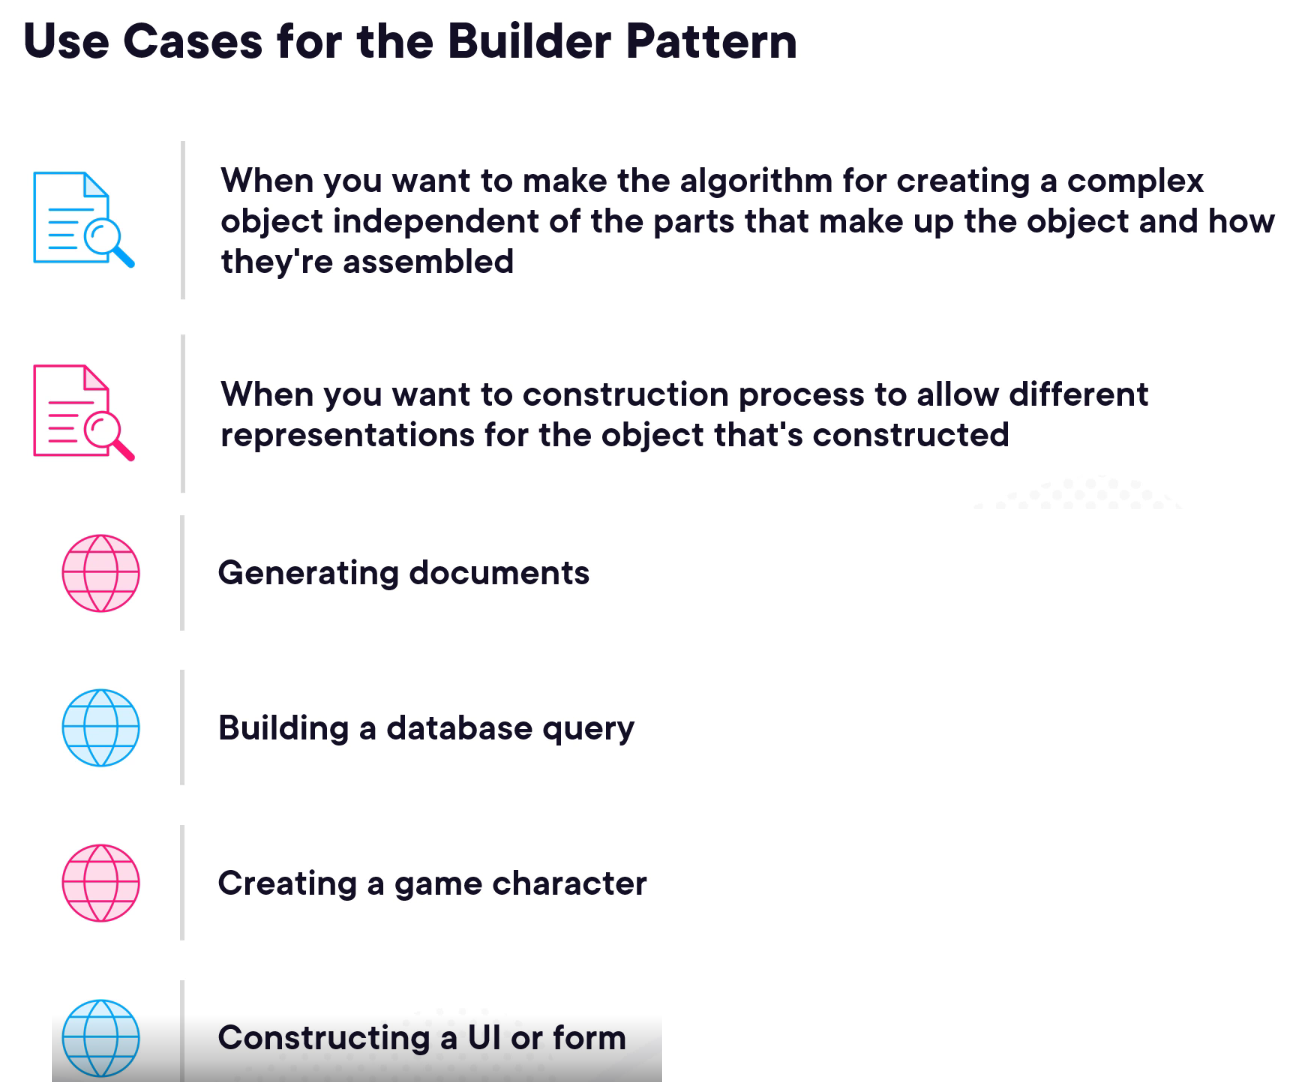 Use Cases for the Builder Pattern
When you want to make the algorithm for creating a complex
object independent of the parts that make up the object and how
they're assembled
When you want to construction process to allow different
representations for the object that's constructed
Generating documents
Building a database query
Creating a game character
Constructing a UI or form